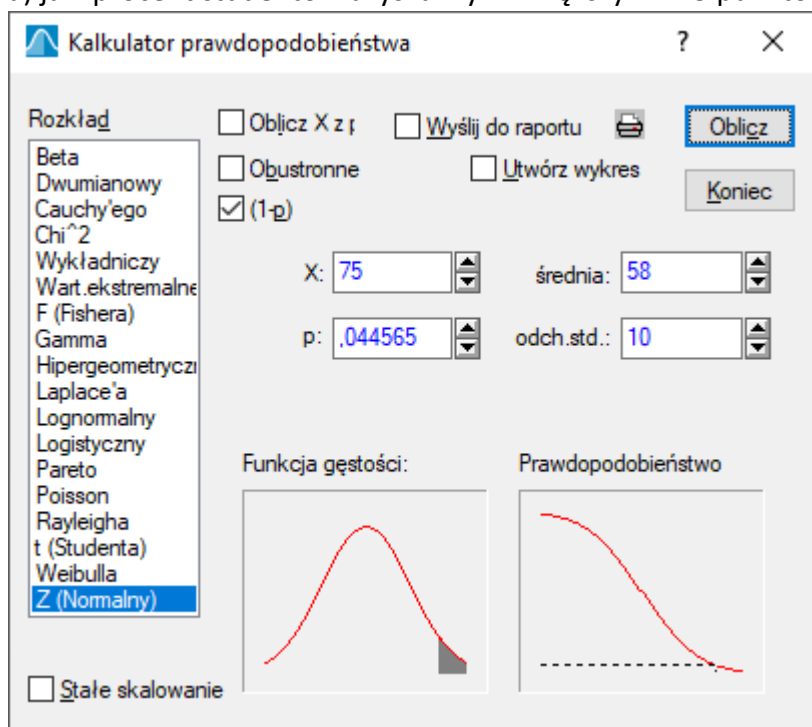 Kalkulator prawdopodobieństwa ? ✕
Rozkład
Oblicz X z p
Wyślij do raportu
Oblicz
Obustronne
Utwórz wykres
(1-p)
Koniec
Beta
Dwumianowy
Cauchy'ego
Chi^2
Wykładniczy
Wart.ekstremalne
F (Fishera)
Gamma
Hipergeometryczn
Laplace'a
Lognormalny
Logistyczny
Pareto
Poisson
Rayleigha
t (Studenta)
Weibulla
Z (Normalny)
X: 75
średnia: 58
p: ,044565
odch.std.: 10
Funkcja gęstości:
Prawdopodobieństwo
Stałe skalowanie